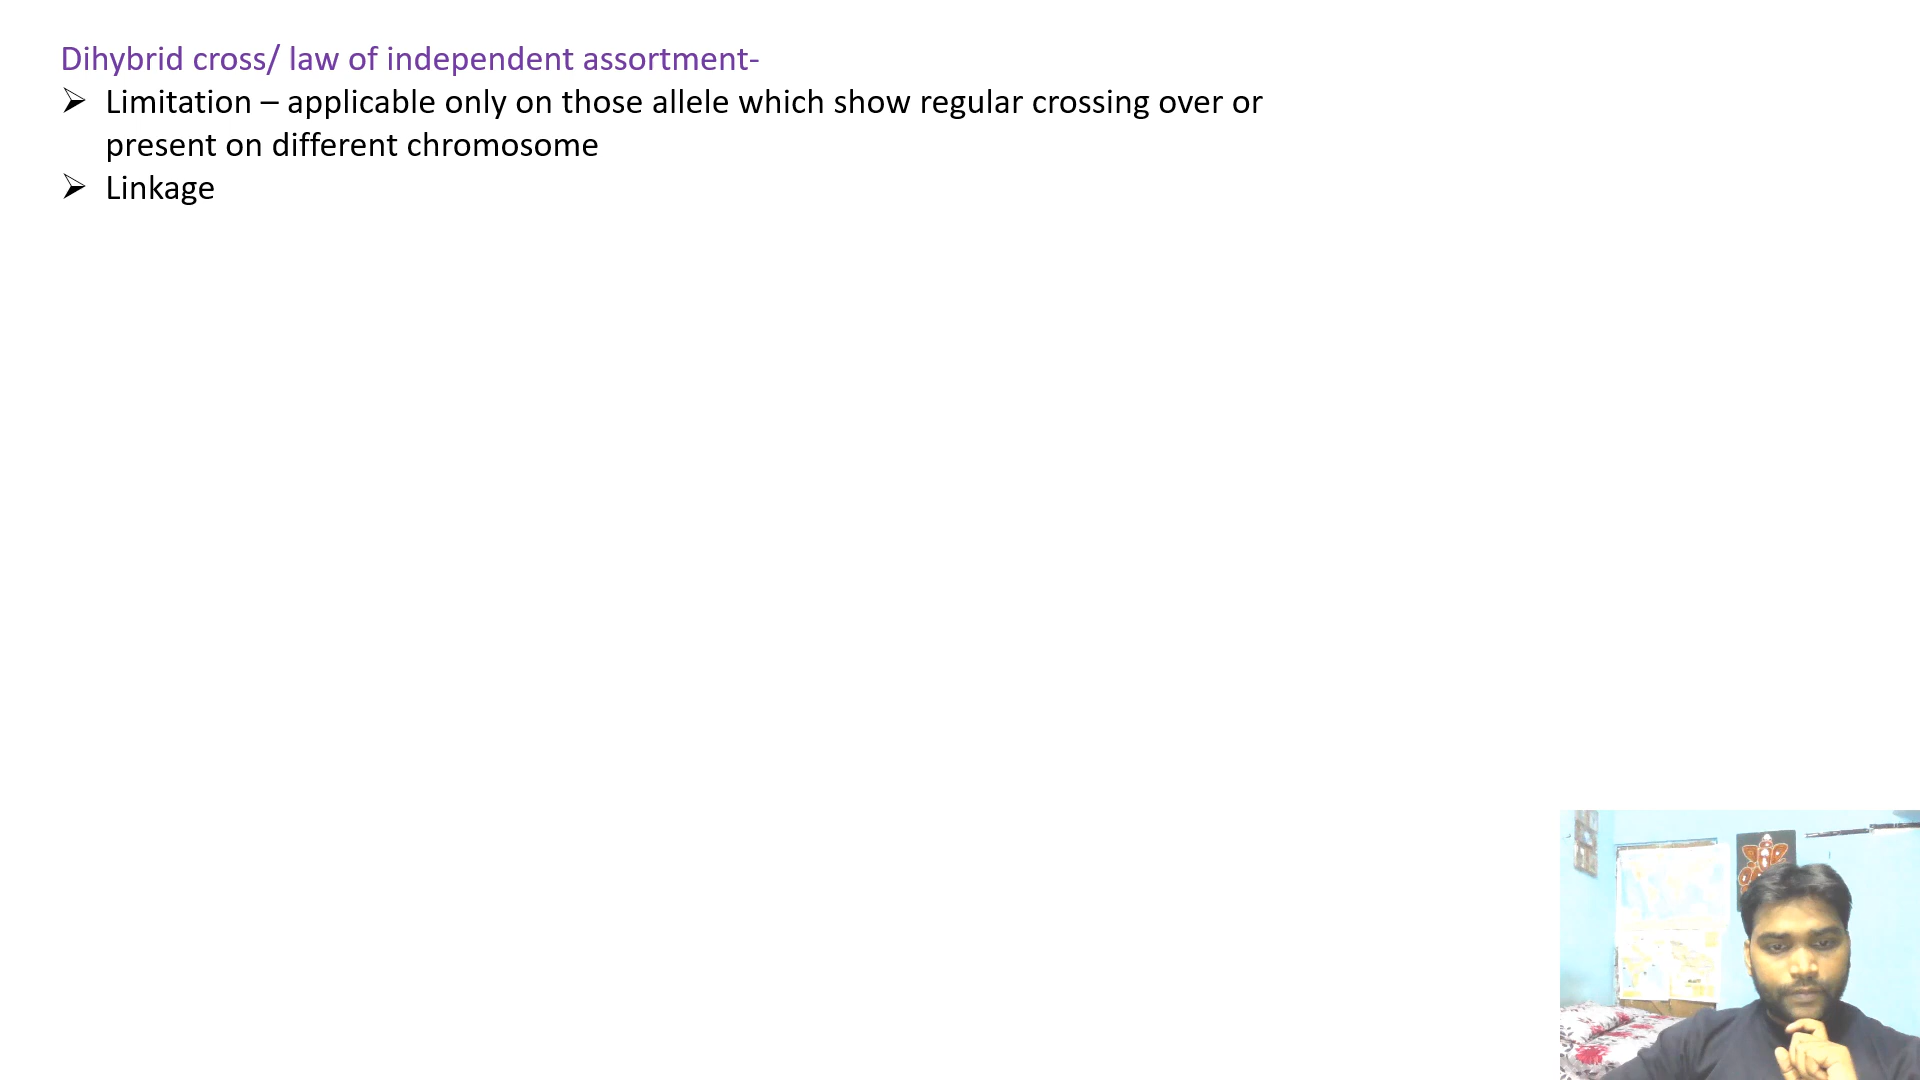 Dihybrid cross/ law of independent assortment-
➢ Limitation – applicable only on those allele which show regular crossing over or
present on different chromosome
➢ Linkage